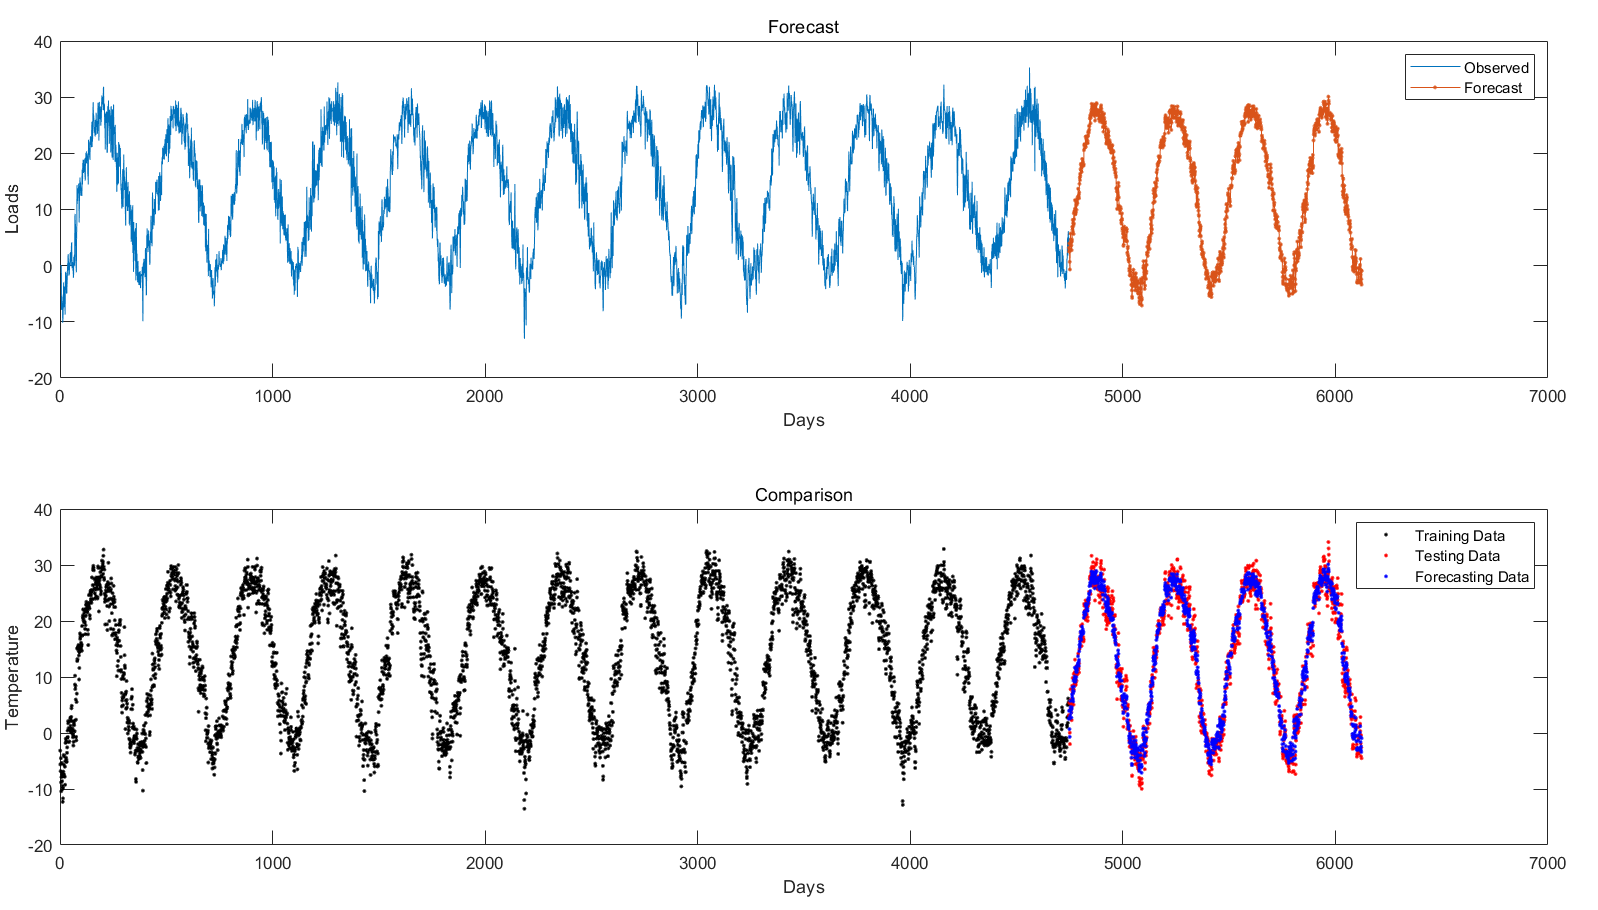 Forecast
40
30
20
10
0
-10
-20
Loads
0 1000 2000 3000 4000 5000 6000 7000
Days
Observed
Forecast
Comparison
40
30
20
10
0
-10
-20
Temperature
0 1000 2000 3000 4000 5000 6000 7000
Days
Training Data
Testing Data
Forecasting Data